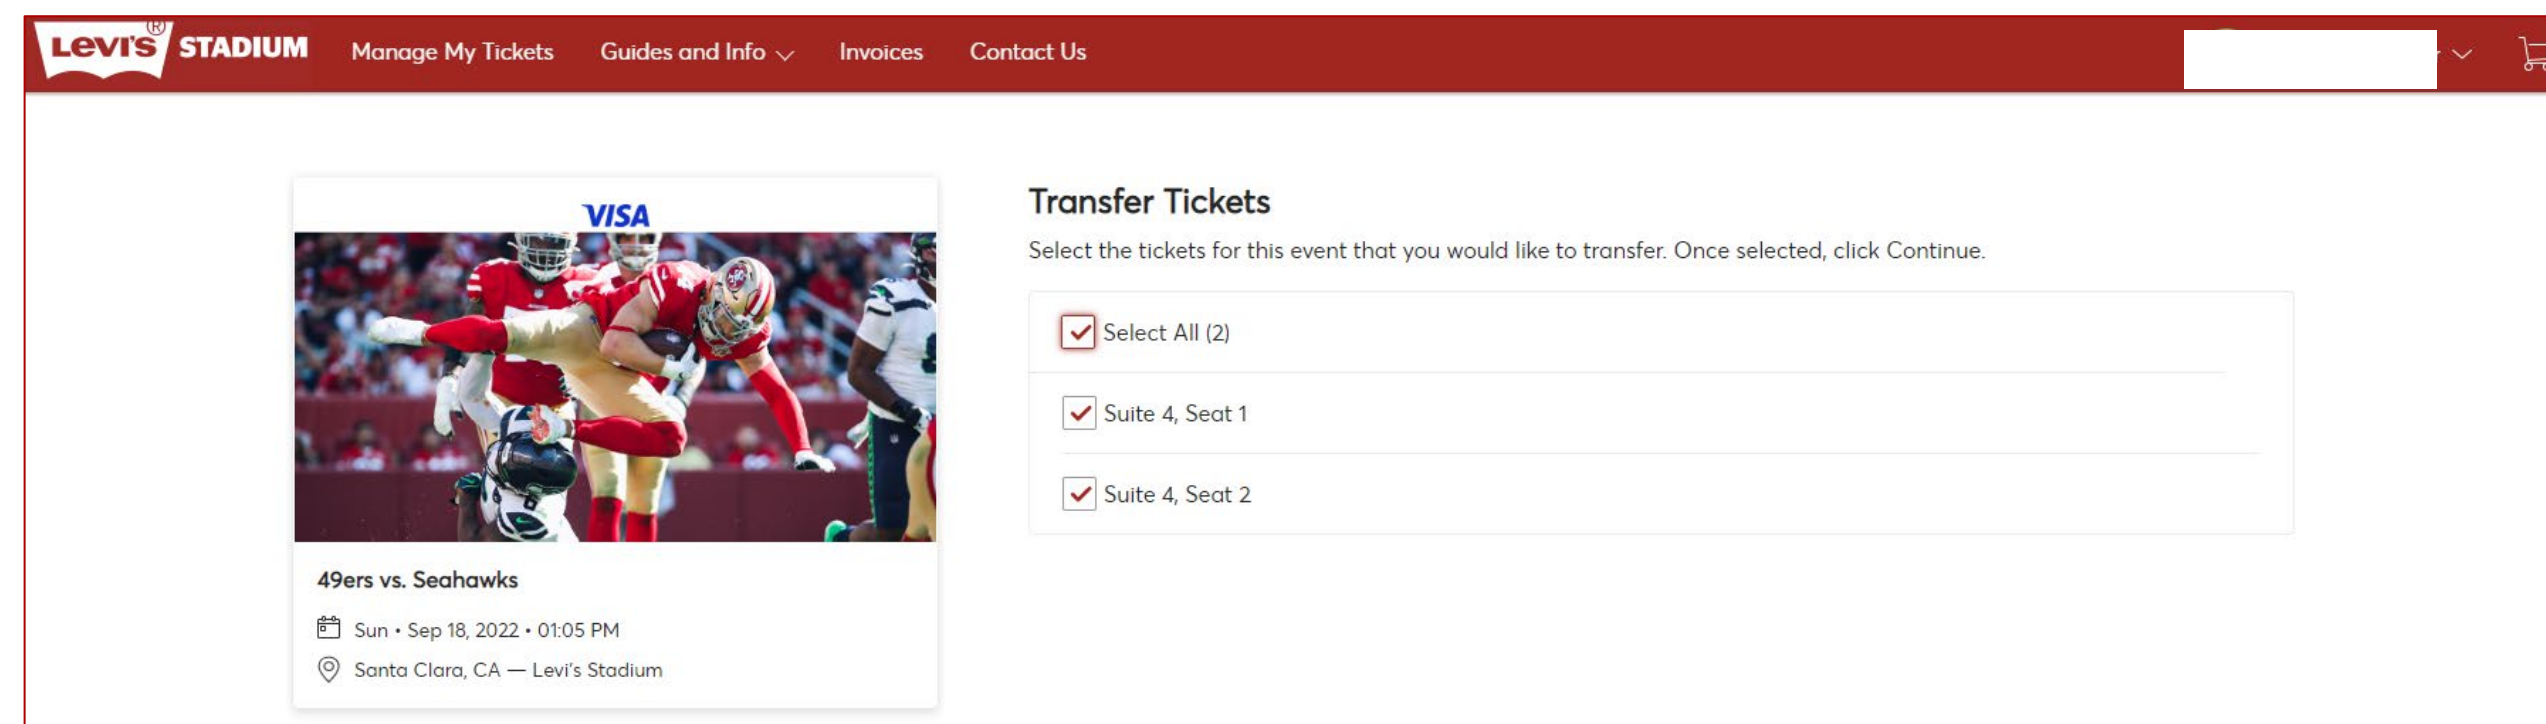 LEVI'S® STADIUM Manage My Tickets Guides and Info Invoices Contact Us
VISA
49ers vs. Seahawks
Sun • Sep 18, 2022 • 01:05 PM
Santa Clara, CA — Levi's Stadium
Transfer Tickets
Select the tickets for this event that you would like to transfer. Once selected, click Continue.
Select All (2)
Suite 4, Seat 1
Suite 4, Seat 2